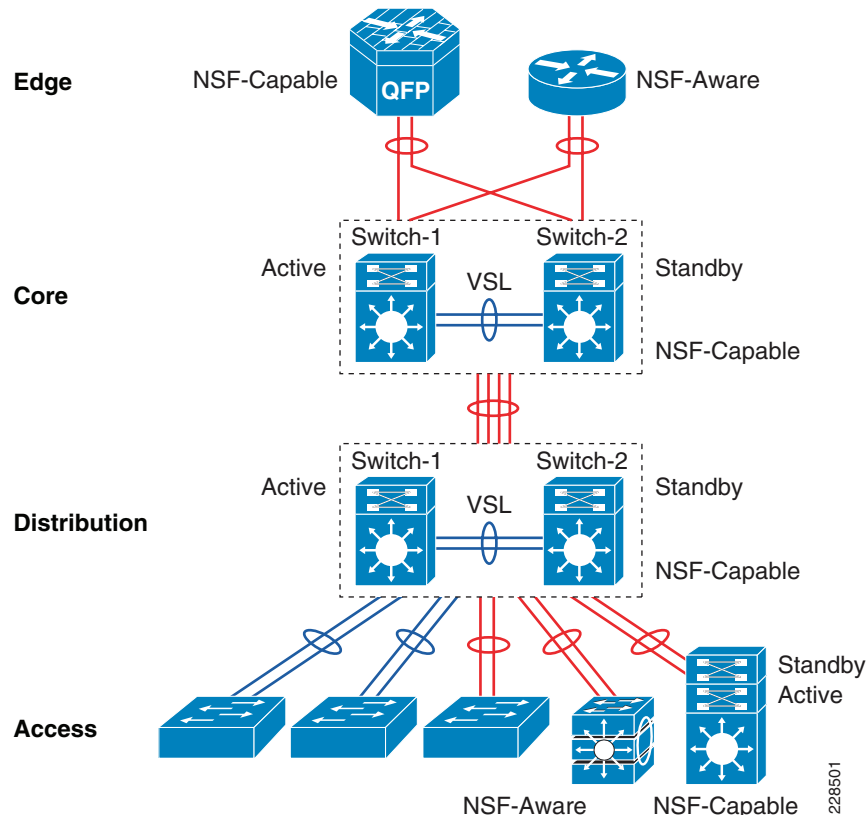 Edge
NSF-Capable
QFP
NSF-Aware
Switch-1
Switch-2
Active
VSL
Standby
Core
NSF-Capable
Switch-1
Switch-2
Active
VSL
Standby
Distribution
NSF-Capable
Standby
Active
Access
NSF-Aware
NSF-Capable
228501